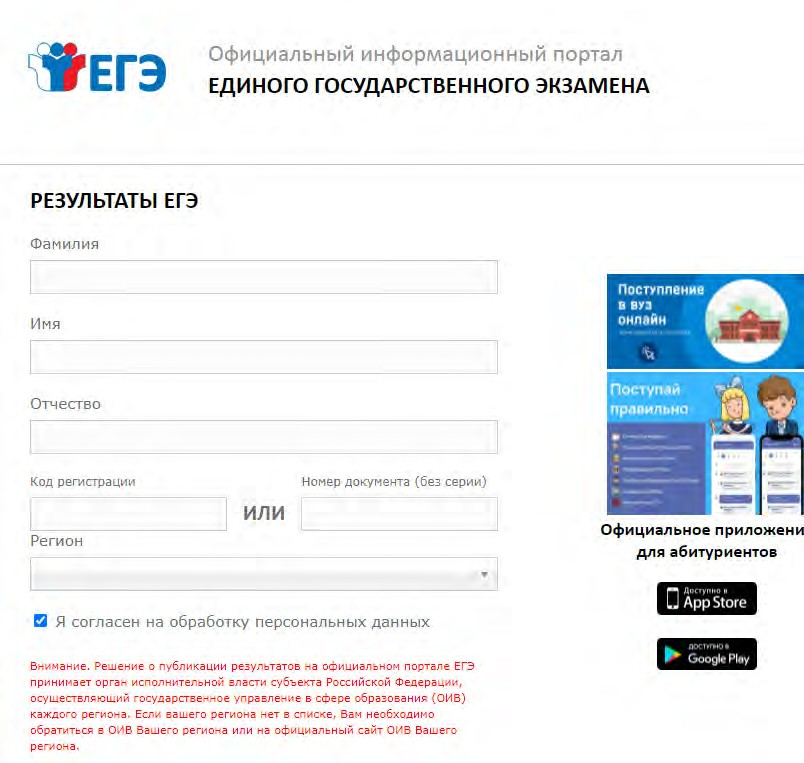 ЕГЭ
Официальный информационный портал
ЕДИНОГО ГОСУДАРСТВЕННОГО ЭКЗАМЕНА
РЕЗУЛЬТАТЫ ЕГЭ
Фамилия
Имя
Отчество
Код регистрации
Номер документа (без серии)
ИЛИ
Регион
Я согласен на обработку персональных данных
Внимание. Решение о публикации результатов на официальном портале ЕГЭ
принимает орган исполнительной власти субъекта Российской Федерации,
осуществляющий государственное управление в сфере образования (ОИВ)
каждого региона. Если вашего региона нет в списке, Вам необходимо
обратиться в ОИВ Вашего региона или на официальный сайт ОИВ Вашего
региона.
Поступление
в вуз
онлайн
Поступай
правильно
Официальное приложени
для абитуриентов
Доступно в
App Store
ДОСТУПНО В
Google Play